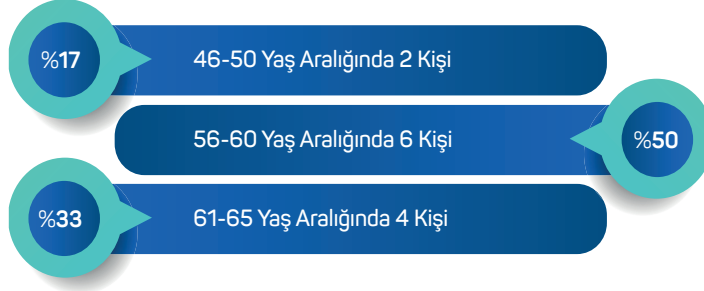 %17
46-50 Yaş Aralığında 2 Kişi
56-60 Yaş Aralığında 6 Kişi
%50
%33
61-65 Yaş Aralığında 4 Kişi